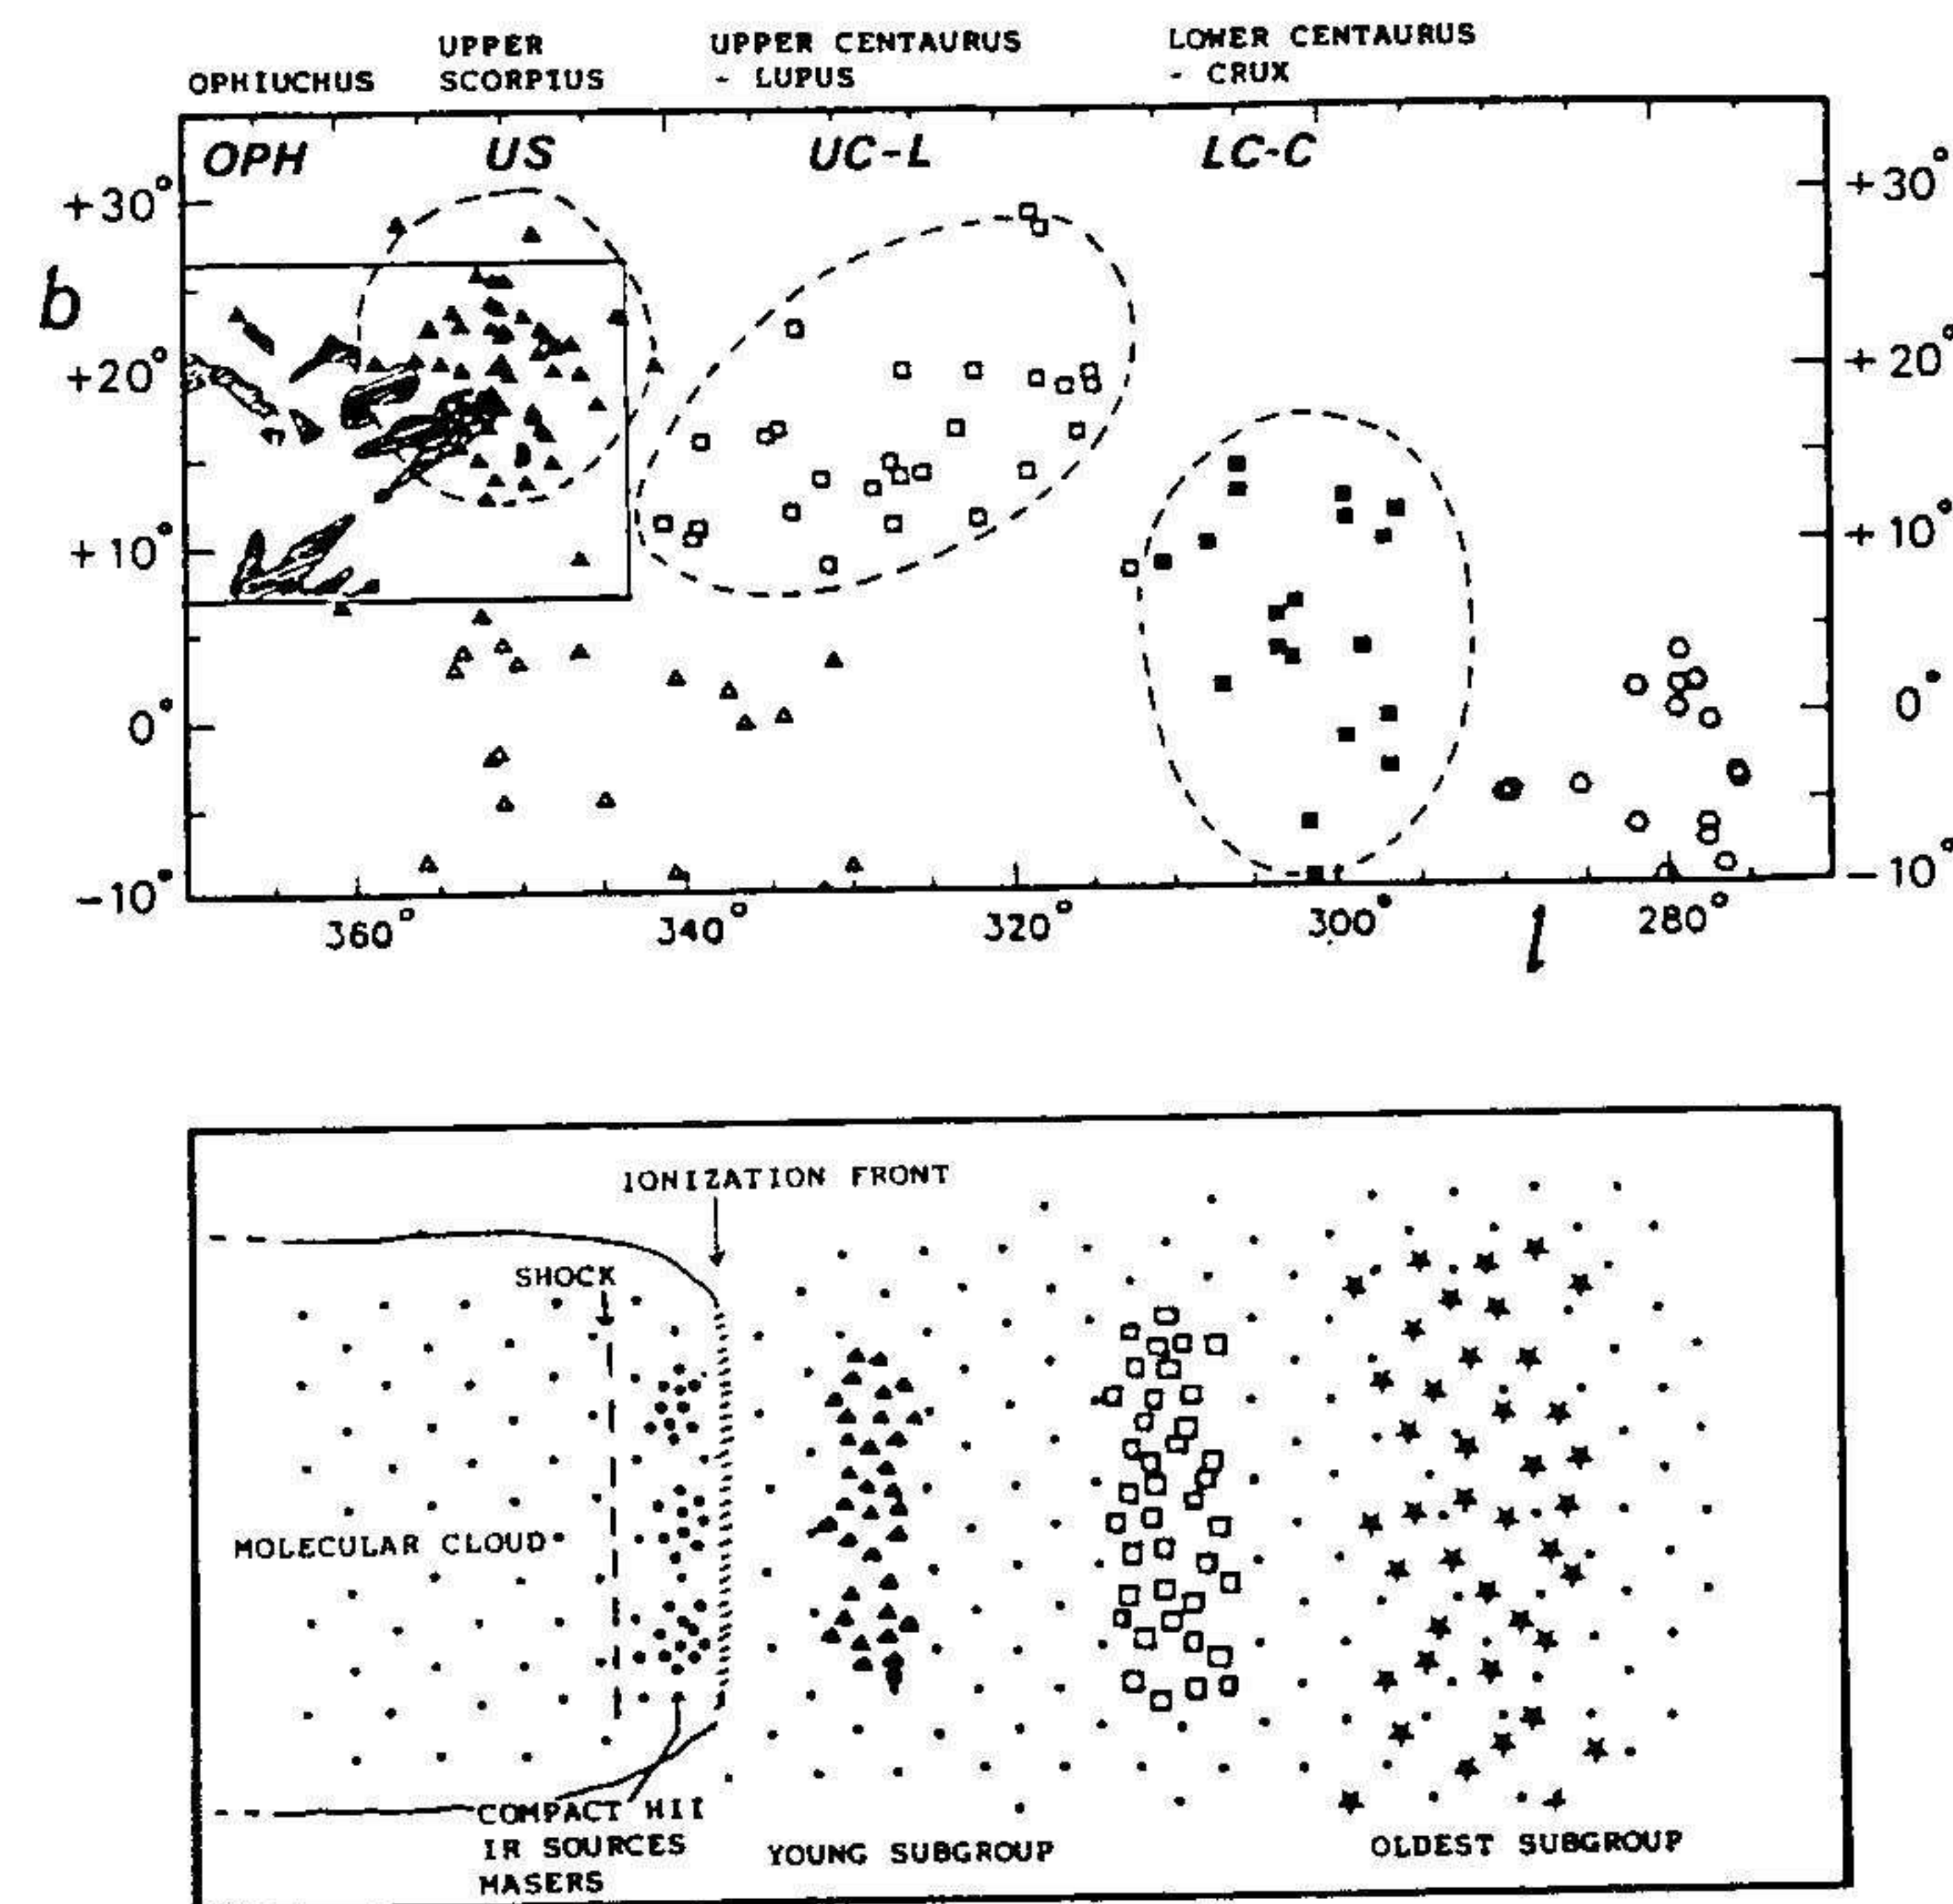 UPPER
SCORPIUS
OPHIUCHUS
UPPER CENTAURUS
- LUPUS
LOWER CENTAURUS
- CRUX
OPH US UC-L LC-C
+30° +30°
b
+20° +20°
+10° +10°
0° 0°
-10° -10°
360° 340° 320° 300° 280°
l
IONIZATION FRONT
SHOCK
MOLECULAR CLOUD
COMPACT HII
IR SOURCES
MASERS
YOUNG SUBGROUP
OLDEST SUBGROUP